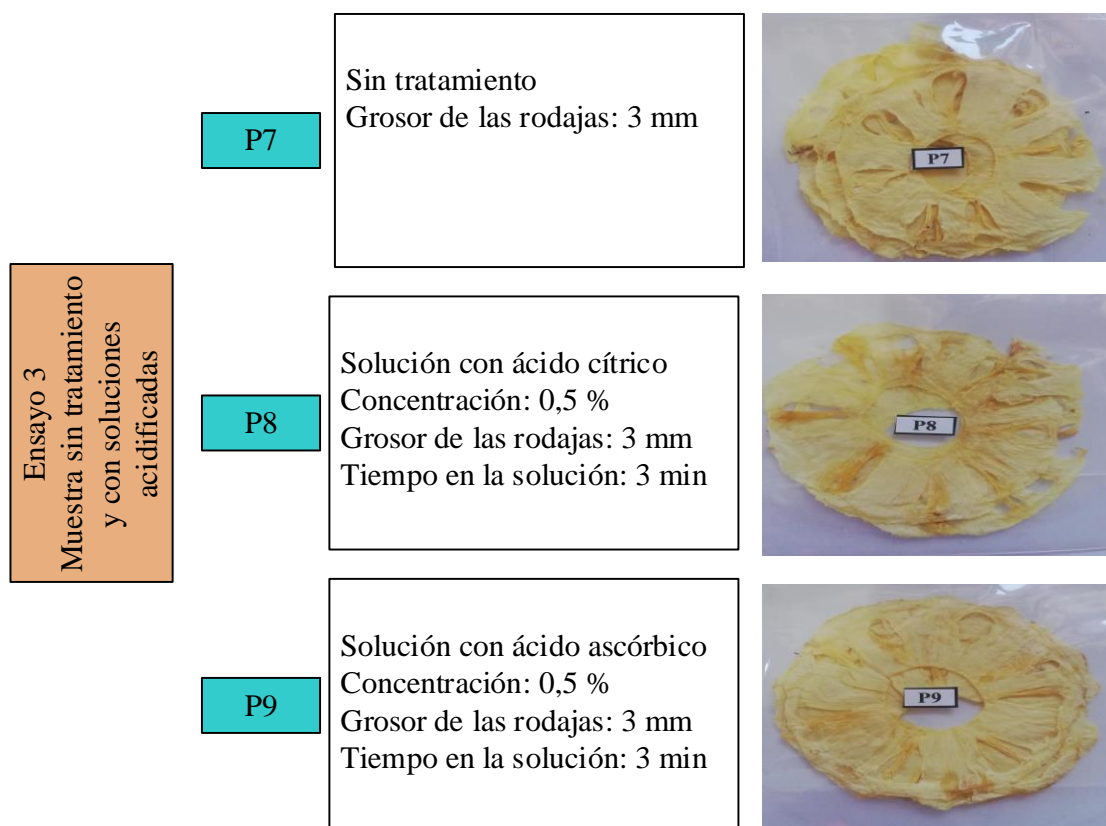 Ensayo 3
Muestra sin tratamiento
y con soluciones
acidificadas
P7
Sin tratamiento
Grosor de las rodajas: 3 mm
P7
P8
Solución con ácido cítrico
Concentración: 0,5 %
Grosor de las rodajas: 3 mm
Tiempo en la solución: 3 min
P8
P9
Solución con ácido ascórbico
Concentración: 0,5 %
Grosor de las rodajas: 3 mm
Tiempo en la solución: 3 min
P9